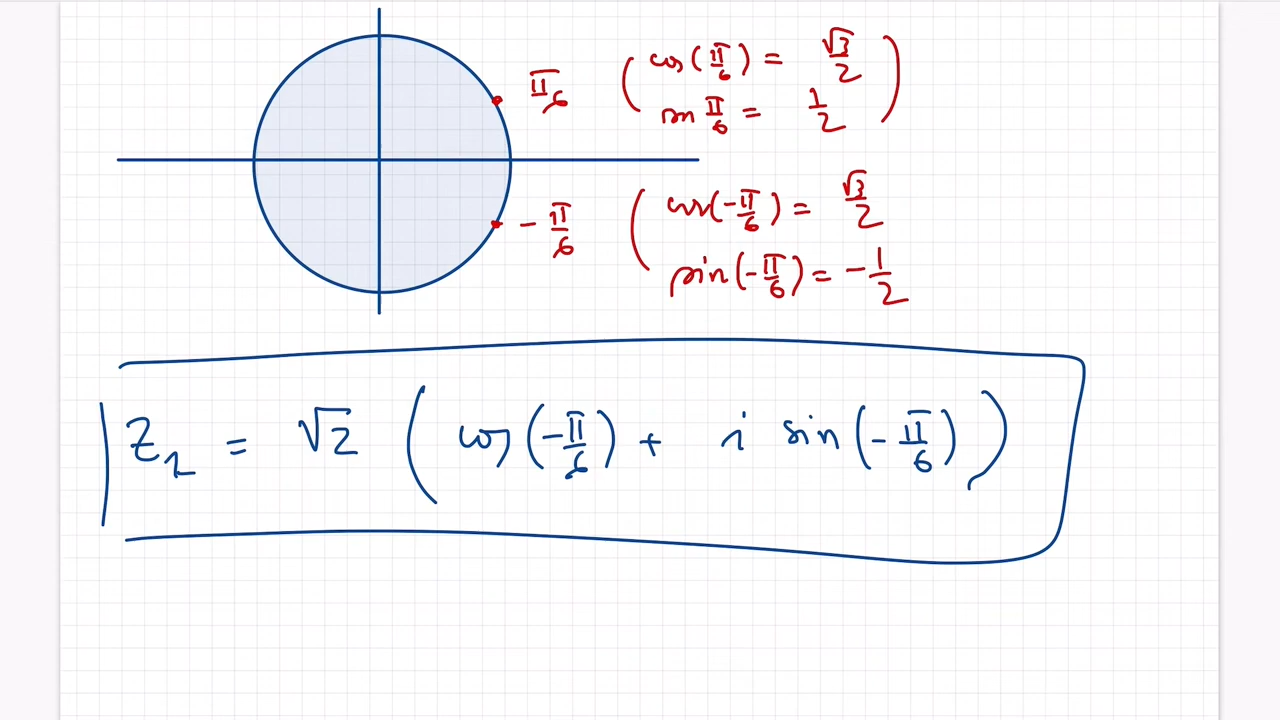 π/6
cos(π/6) = √3/2
sin π/6 = 1/2
-π/6
cos(-π/6) = √3/2
sin(-π/6) = -1/2
Z₂ = √2 (cos(-π/6) + i sin(-π/6))